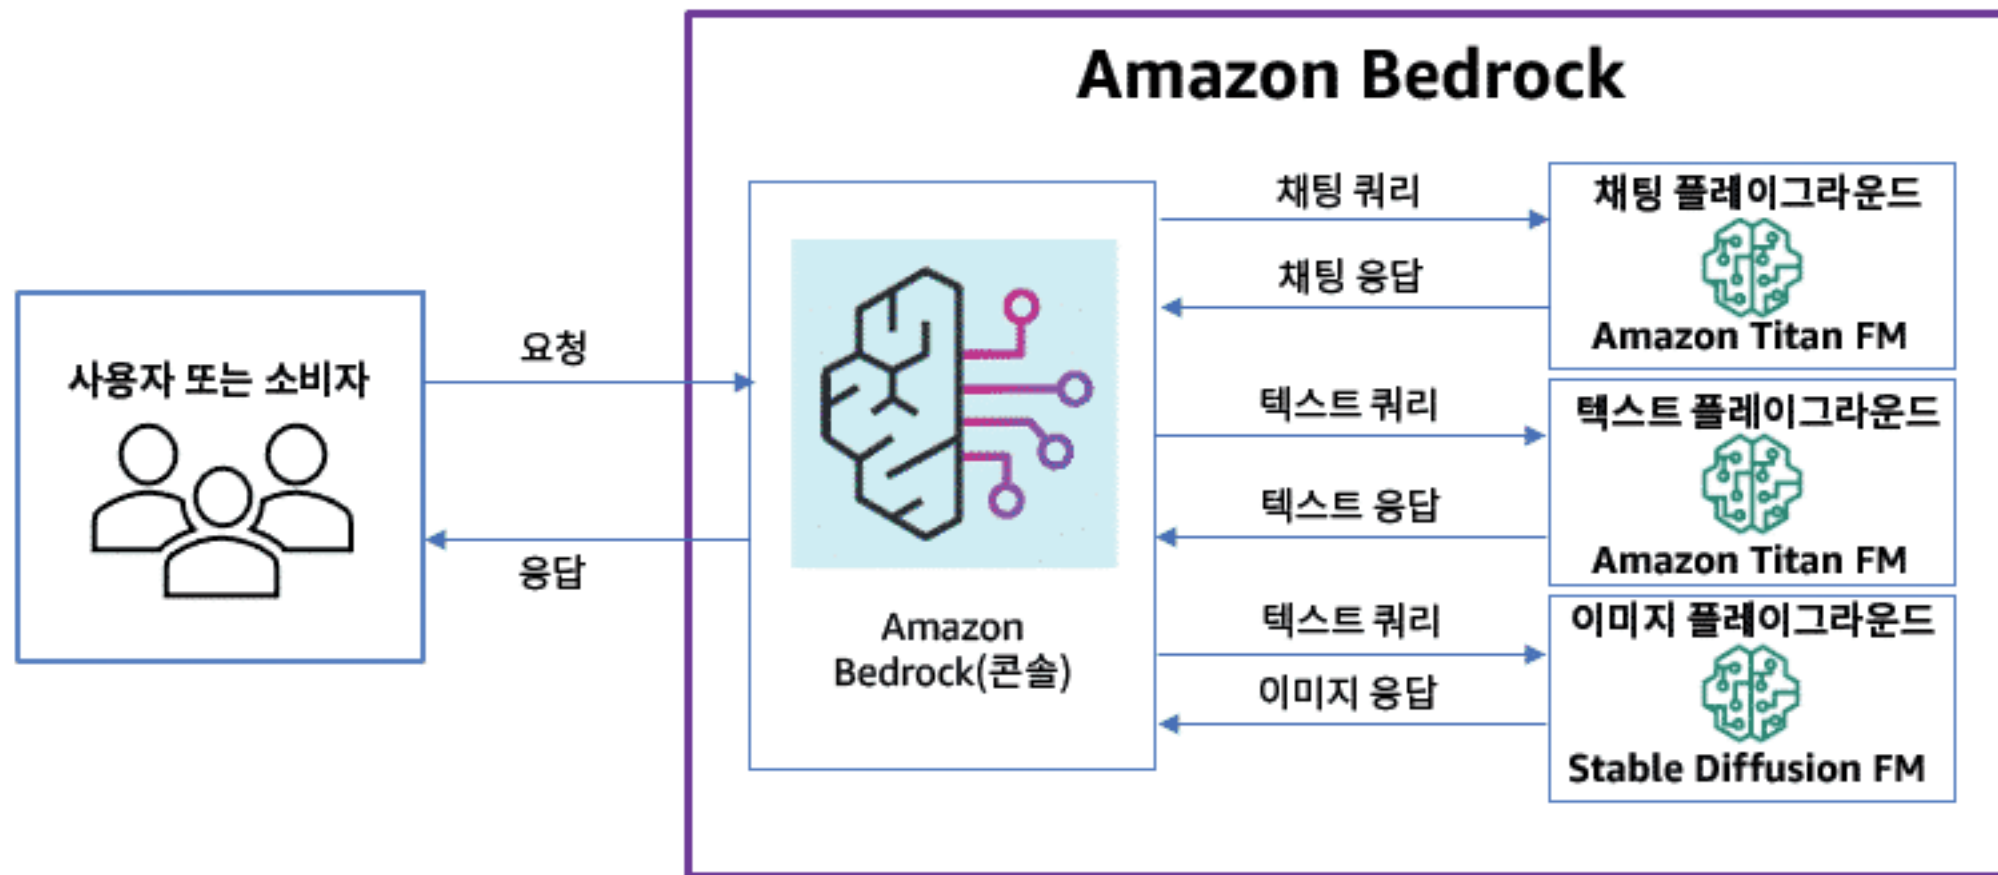 Amazon Bedrock
사용자 또는 소비자
요청
응답
Amazon
Bedrock(콘솔)
채팅 쿼리
채팅 응답
텍스트 쿼리
텍스트 응답
텍스트 쿼리
이미지 응답
채팅 플레이그라운드
Amazon Titan FM
텍스트 플레이그라운드
Amazon Titan FM
이미지 플레이그라운드
Stable Diffusion FM